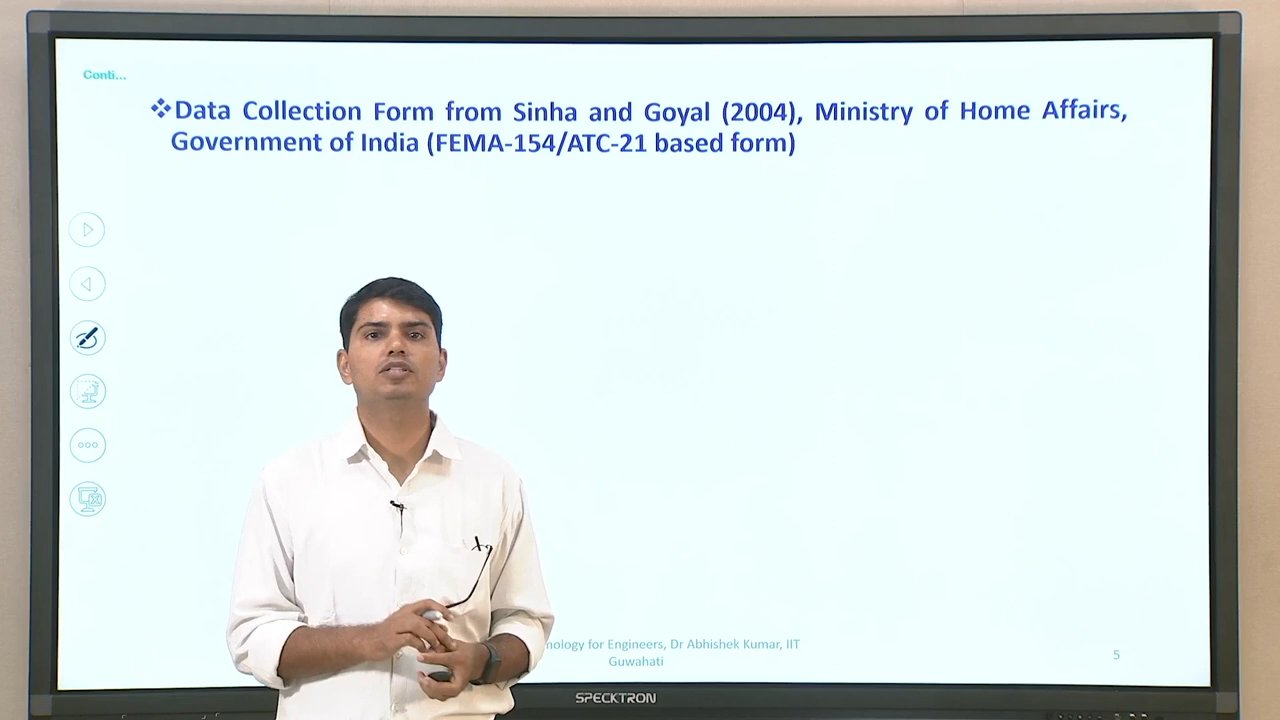 Conti...
❖Data Collection Form from Sinha and Goyal (2004), Ministry of Home Affairs,
Government of India (FEMA-154/ATC-21 based form)
for Engineers, Dr Abhishek Kumar, IIT
Guwahati
5
SPECKTRON